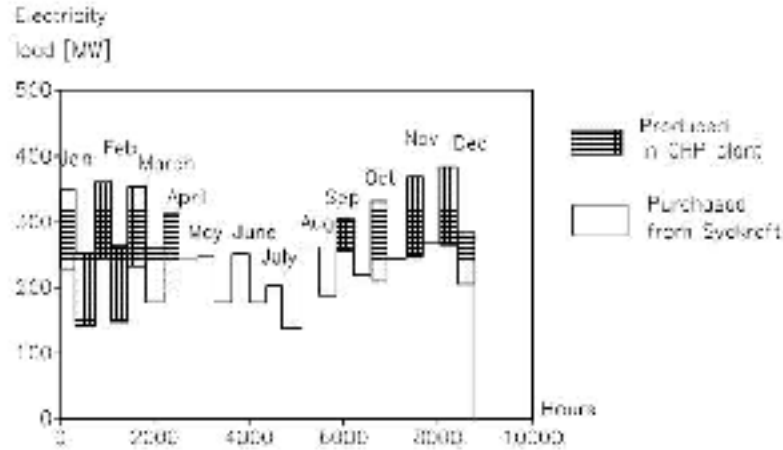 Electricity
load [MW]
500
Nov
Feb
Dec
400
Jan
March
Produced
in CHP plant
Oct
April
Sep
300
Aug
May June
Purchased
from Sydkraft
July
200
100
0
Hours
0 2000 4000 6000 8000 10000